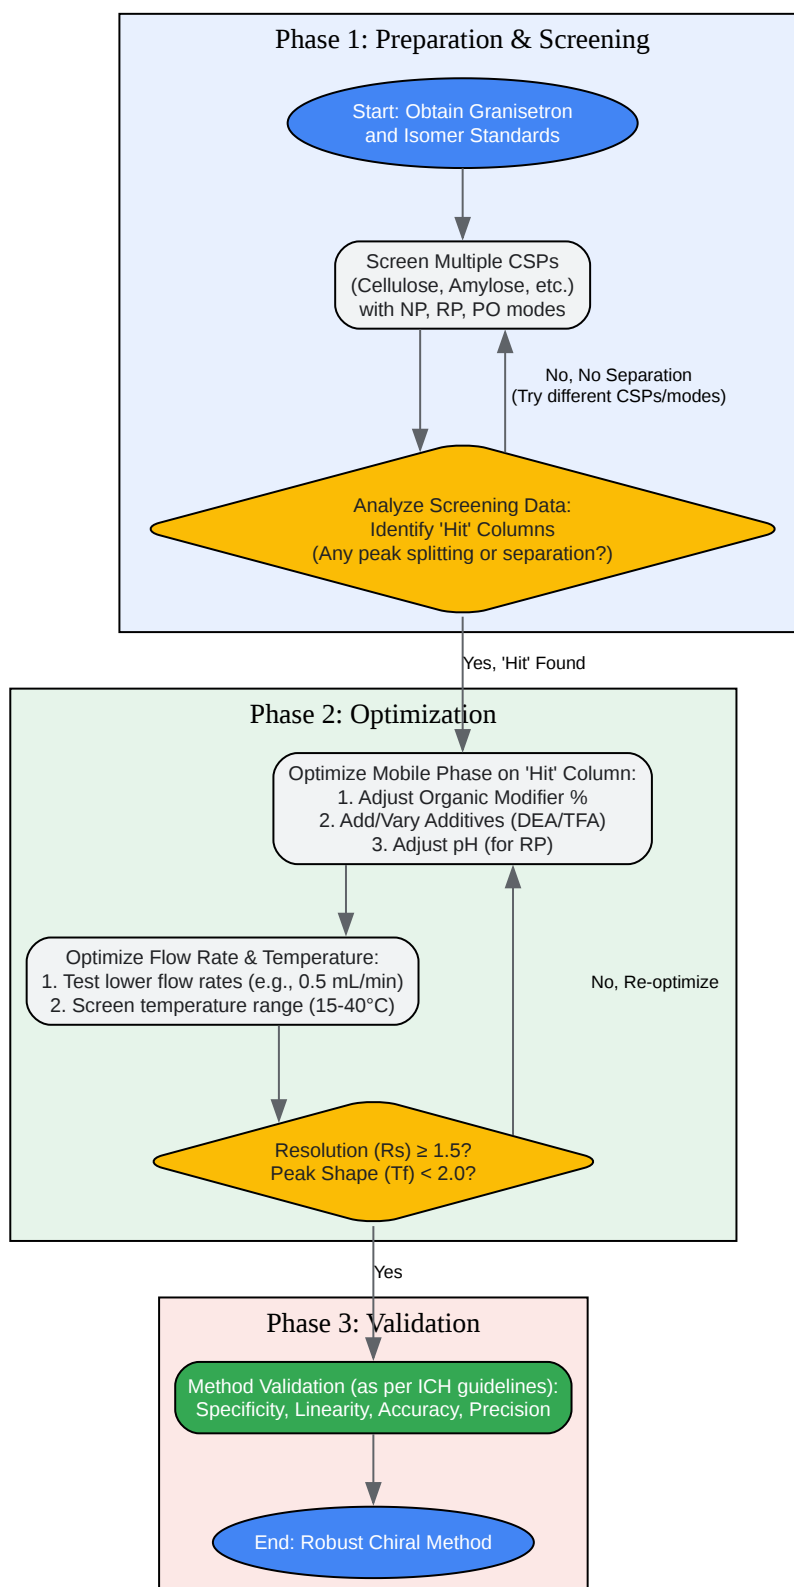 Phase 1: Preparation & Screening
Start: Obtain Granisetron
and Isomer Standards
Screen Multiple CSPs
(Cellulose, Amylose, etc.)
with NP, RP, PO modes
No, No Separation
(Try different CSPs/modes)
Analyze Screening Data:
Identify 'Hit' Columns
(Any peak splitting or separation?)
Yes, 'Hit' Found
Phase 2: Optimization
Optimize Mobile Phase on 'Hit' Column:
1. Adjust Organic Modifier %
2. Add/Vary Additives (DEA/TFA)
3. Adjust pH (for RP)
Optimize Flow Rate & Temperature:
1. Test lower flow rates (e.g., 0.5 mL/min)
2. Screen temperature range (15-40°C)
No, Re-optimize
Resolution (Rs) ≥ 1.5?
Peak Shape (Tf) < 2.0?
Yes
Phase 3: Validation
Method Validation (as per ICH guidelines):
Specificity, Linearity, Accuracy, Precision
End: Robust Chiral Method